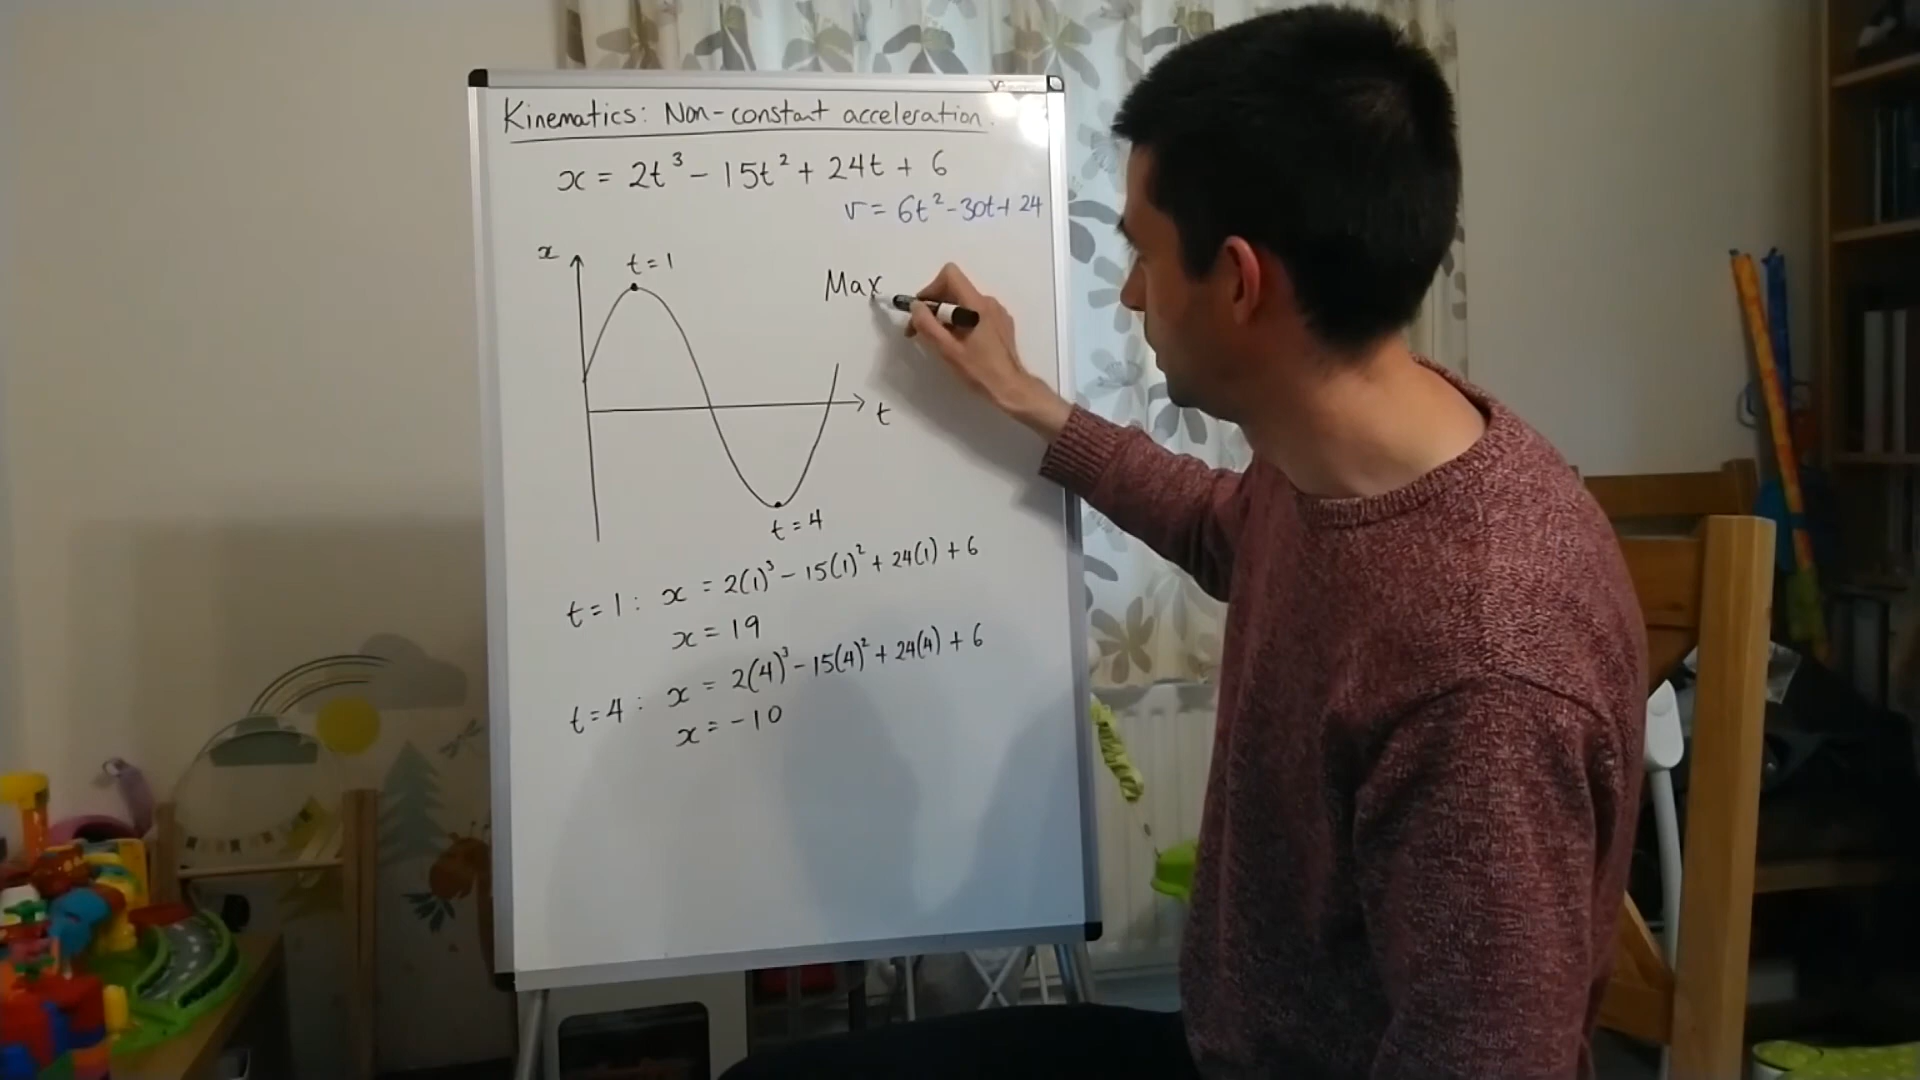 Kinematics: Non-constant acceleration.
x = 2t³ - 15t² + 24t + 6
v = 6t² - 30t + 24
x
t = 1
Max
t
t = 4
t = 1 : x = 2(1)³ - 15(1)² + 24(1) + 6
x = 19
t = 4 : x = 2(4)³ - 15(4)² + 24(4) + 6
x = -10